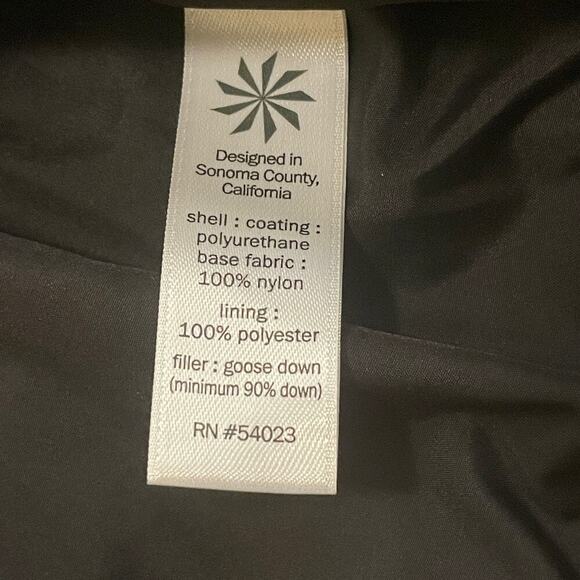 Designed in
Sonoma County,
California
shell : coating :
polyurethane
base fabric :
100% nylon
lining :
100% polyester
filler : goose down
(minimum 90% down)
RN #54023